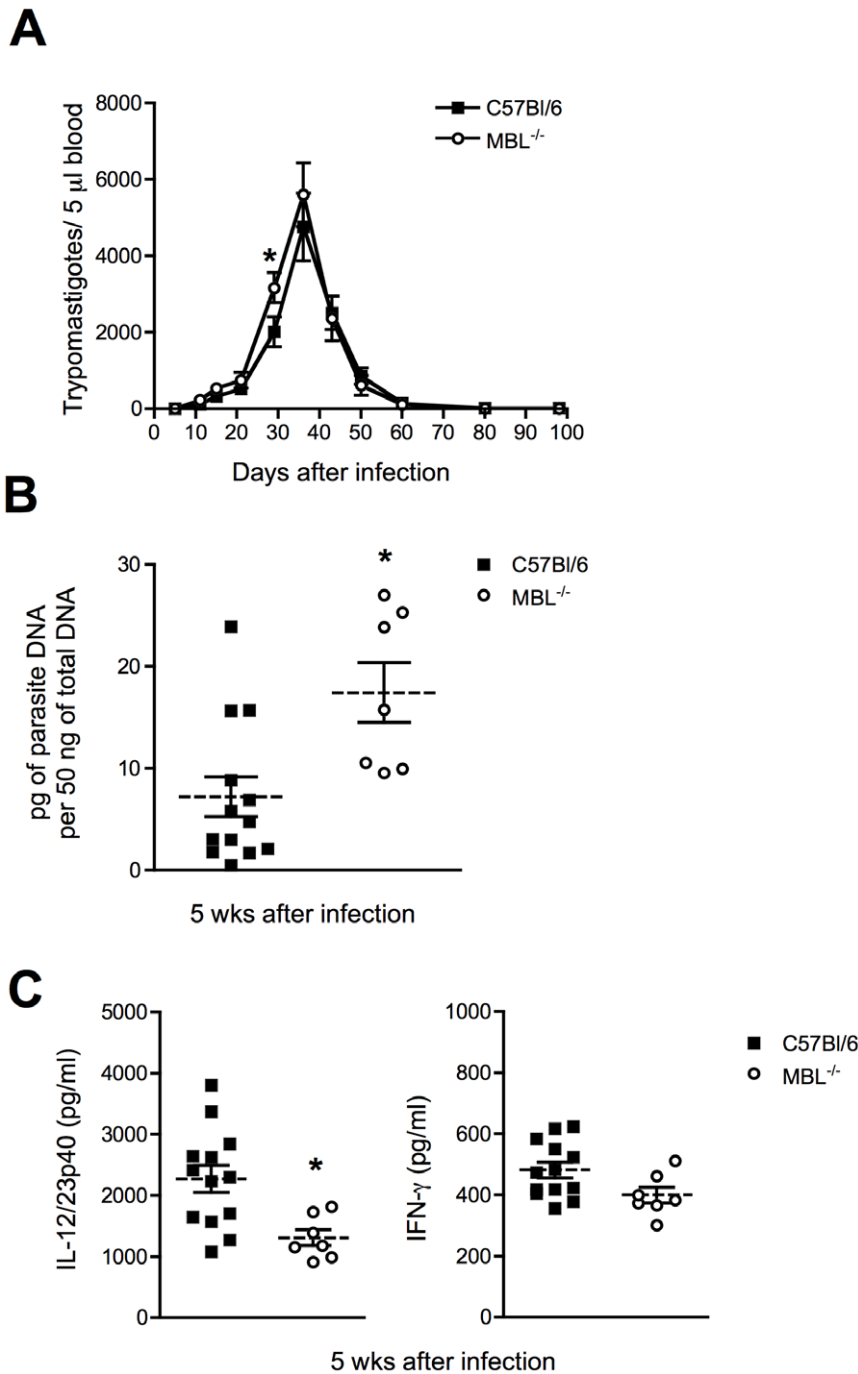 A
8000
6000
4000
2000
0
Trypomastigotes/ 5 μl blood
C57Bl/6
MBL-/-
*
0 10 20 30 40 50 60 70 80 90 100
Days after infection
B
30
20
10
0
pg of parasite DNA
per 50 ng of total DNA
*
C57Bl/6
MBL-/-
5 wks after infection
C
5000
4000
3000
2000
1000
0
IL-12/23p40 (pg/ml)
*
1000
800
600
400
200
0
IFN-γ (pg/ml)
C57Bl/6
MBL-/-
5 wks after infection